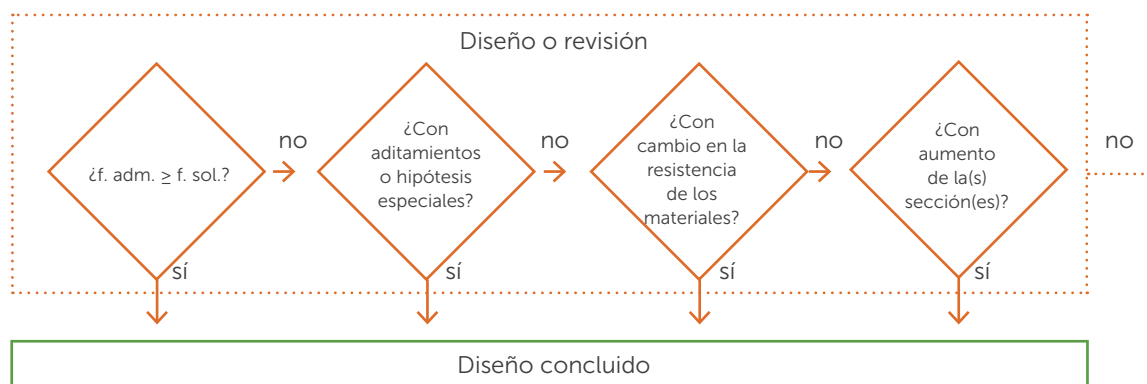 Diseño o revisión
¿f. adm. ≥ f. sol.?
no
sí
¿Con
aditamientos
o hipótesis
especiales?
no
sí
¿Con
cambio en la
resistencia
de los
materiales?
no
sí
¿Con
aumento
de la(s)
sección(es)?
no
sí
Diseño concluido